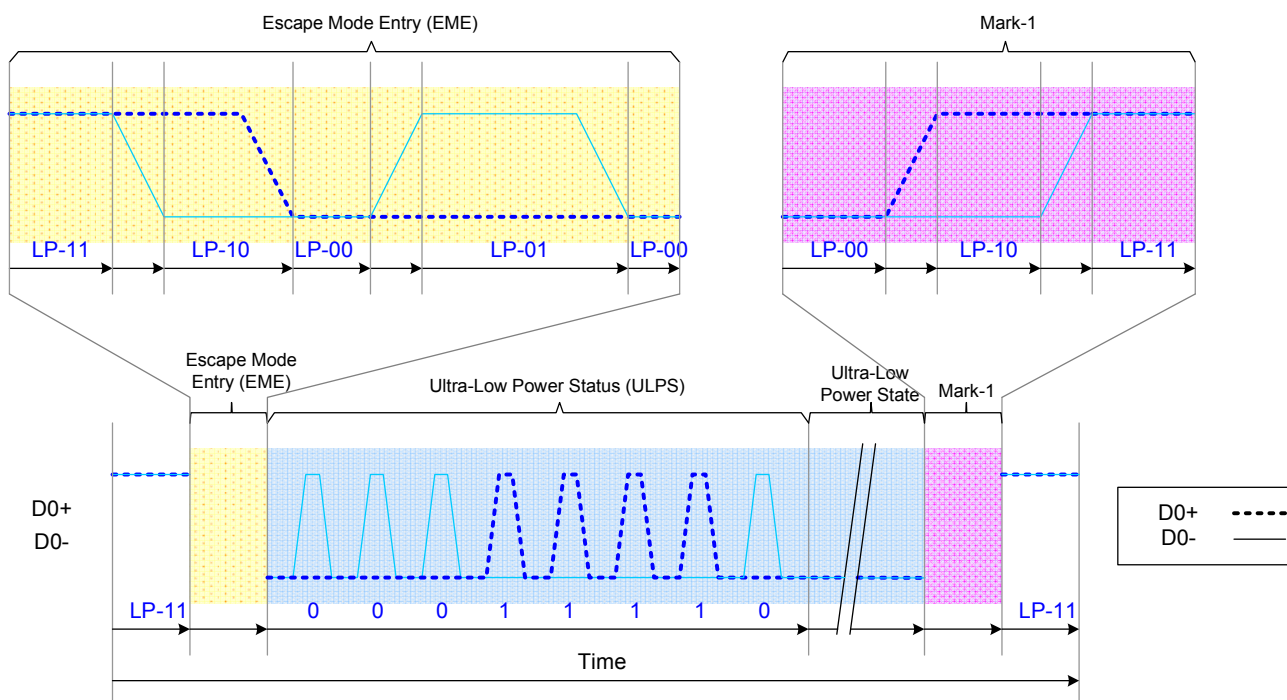 Escape Mode Entry (EME)
Mark-1
LP-11
LP-10
LP-00
LP-01
LP-00
LP-00
LP-10
LP-11
Escape Mode
Entry (EME)
Ultra-Low Power Status (ULPS)
Ultra-Low
Power State
Mark-1
D0+
D0-
D0+
D0-
LP-11
0 0 0 1 1 1 1 0
LP-11
Time